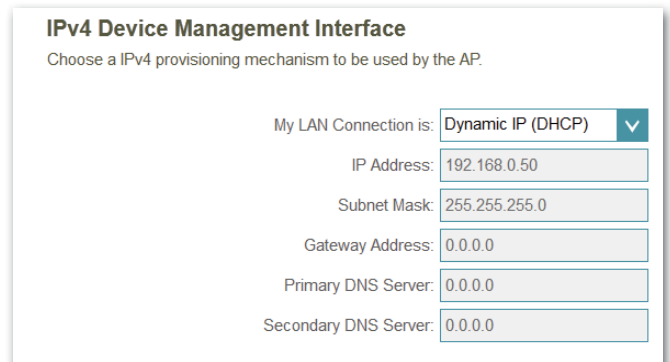 IPv4 Device Management Interface
Choose a IPv4 provisioning mechanism to be used by the AP.
My LAN Connection is: Dynamic IP (DHCP)
IP Address: 192.168.0.50
Subnet Mask: 255.255.255.0
Gateway Address: 0.0.0.0
Primary DNS Server: 0.0.0.0
Secondary DNS Server: 0.0.0.0